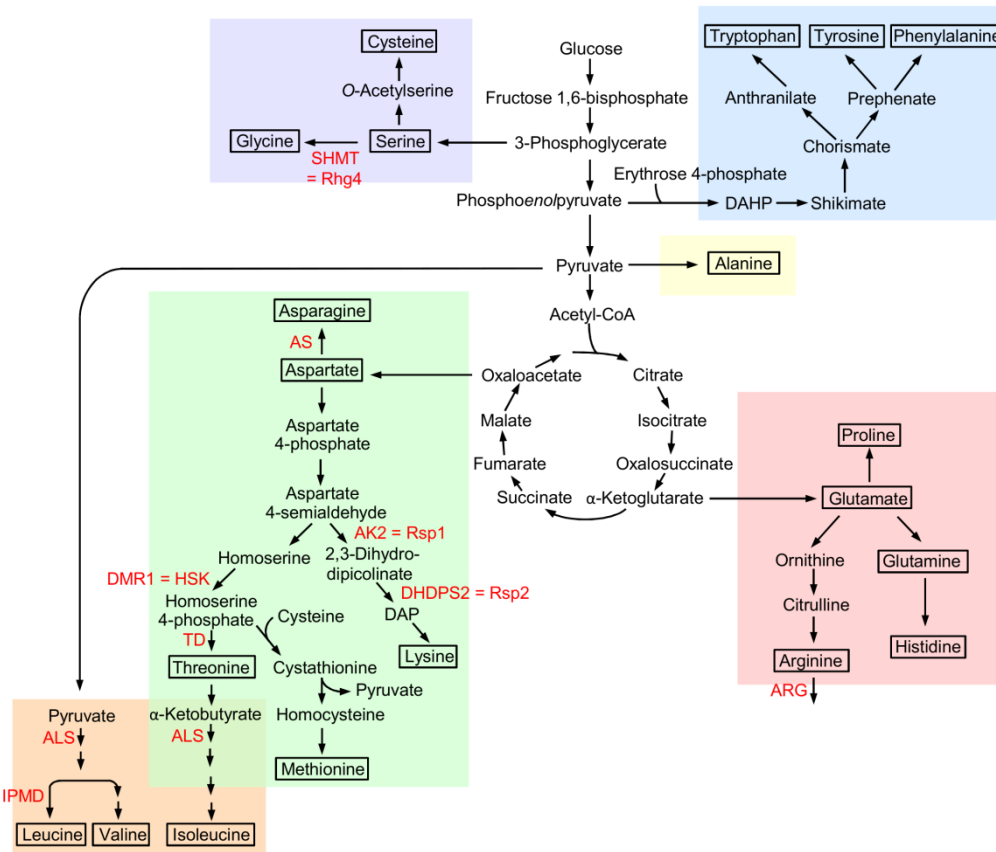 Cysteine
O-Acetylserine
Glycine
Serine
SHMT
= Rhg4
Glucose
Fructose 1,6-bisphosphate
3-Phosphoglycerate
Erythrose 4-phosphate
Phosphoenolpyruvate
Pyruvate
Acetyl-CoA
Tryptophan
Tyrosine
Phenylalanine
Anthranilate
Prephenate
Chorismate
DAHP
Shikimate
Alanine
Asparagine
AS
Aspartate
Aspartate
4-phosphate
Aspartate
4-semialdehyde
AK2 = Rsp1
Homoserine
2,3-Dihydro-
dipicolinate
DMR1 = HSK
DHDPS2 = Rsp2
Homoserine
4-phosphate
Cysteine
DAP
TD
Threonine
Cystathionine
Lysine
Pyruvate
α-Ketobutyrate
Homocysteine
ALS
Methionine
Pyruvate
ALS
IPMD
Leucine
Valine
Isoleucine
Oxaloacetate
Citrate
Malate
Isocitrate
Fumarate
Oxalosuccinate
Succinate
α-Ketoglutarate
Proline
Glutamate
Ornithine
Glutamine
Citrulline
Arginine
Histidine
ARG